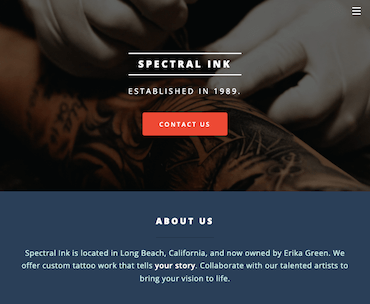 SPECTRAL INK
ESTABLISHED IN 1989.
CONTACT US
ABOUT US
Spectral Ink is located in Long Beach, California, and now owned by Erika Green. We
offer custom tattoo work that tells your story. Collaborate with our talented artists to
bring your vision to life.